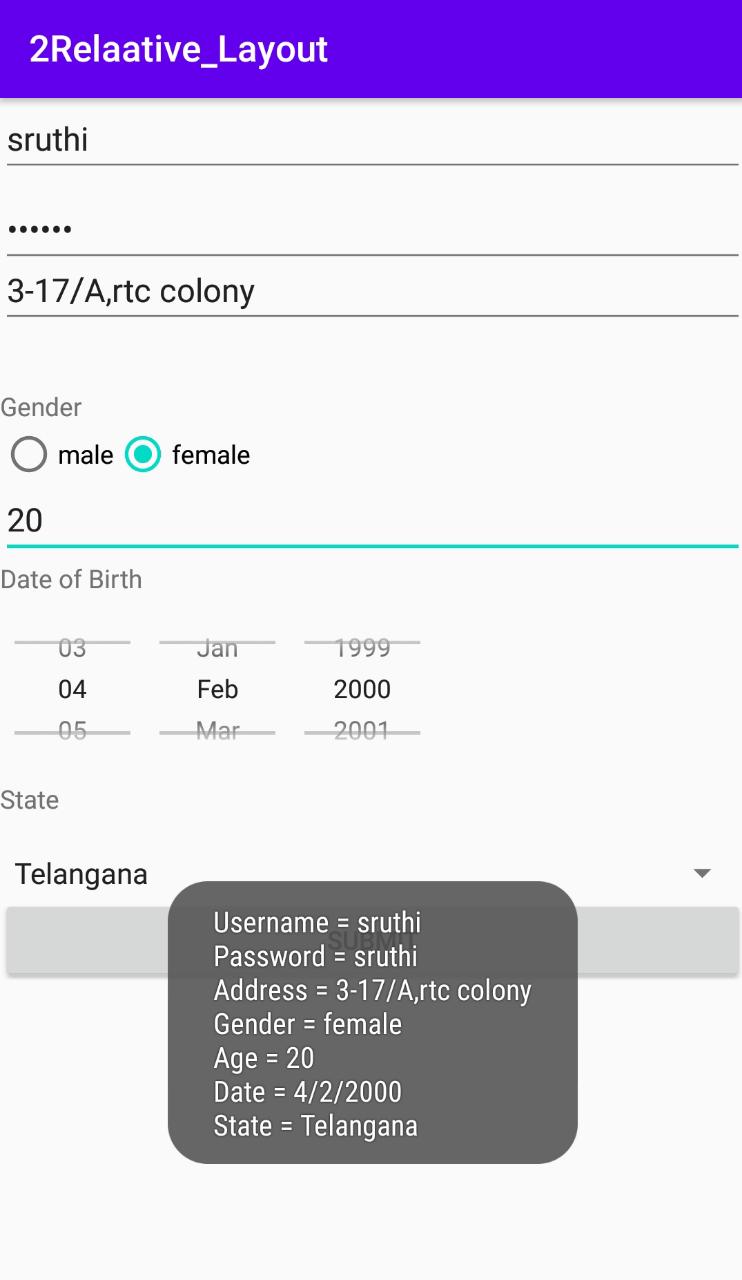 2Relaative_Layout
sruthi
••••••
3-17/A,rtc colony
Gender
male female
20
Date of Birth
03 Jan 1999
04 Feb 2000
05 Mar 2001
State
Telangana
SUBMIT
Username = sruthi
Password = sruthi
Address = 3-17/A,rtc colony
Gender = female
Age = 20
Date = 4/2/2000
State = Telangana